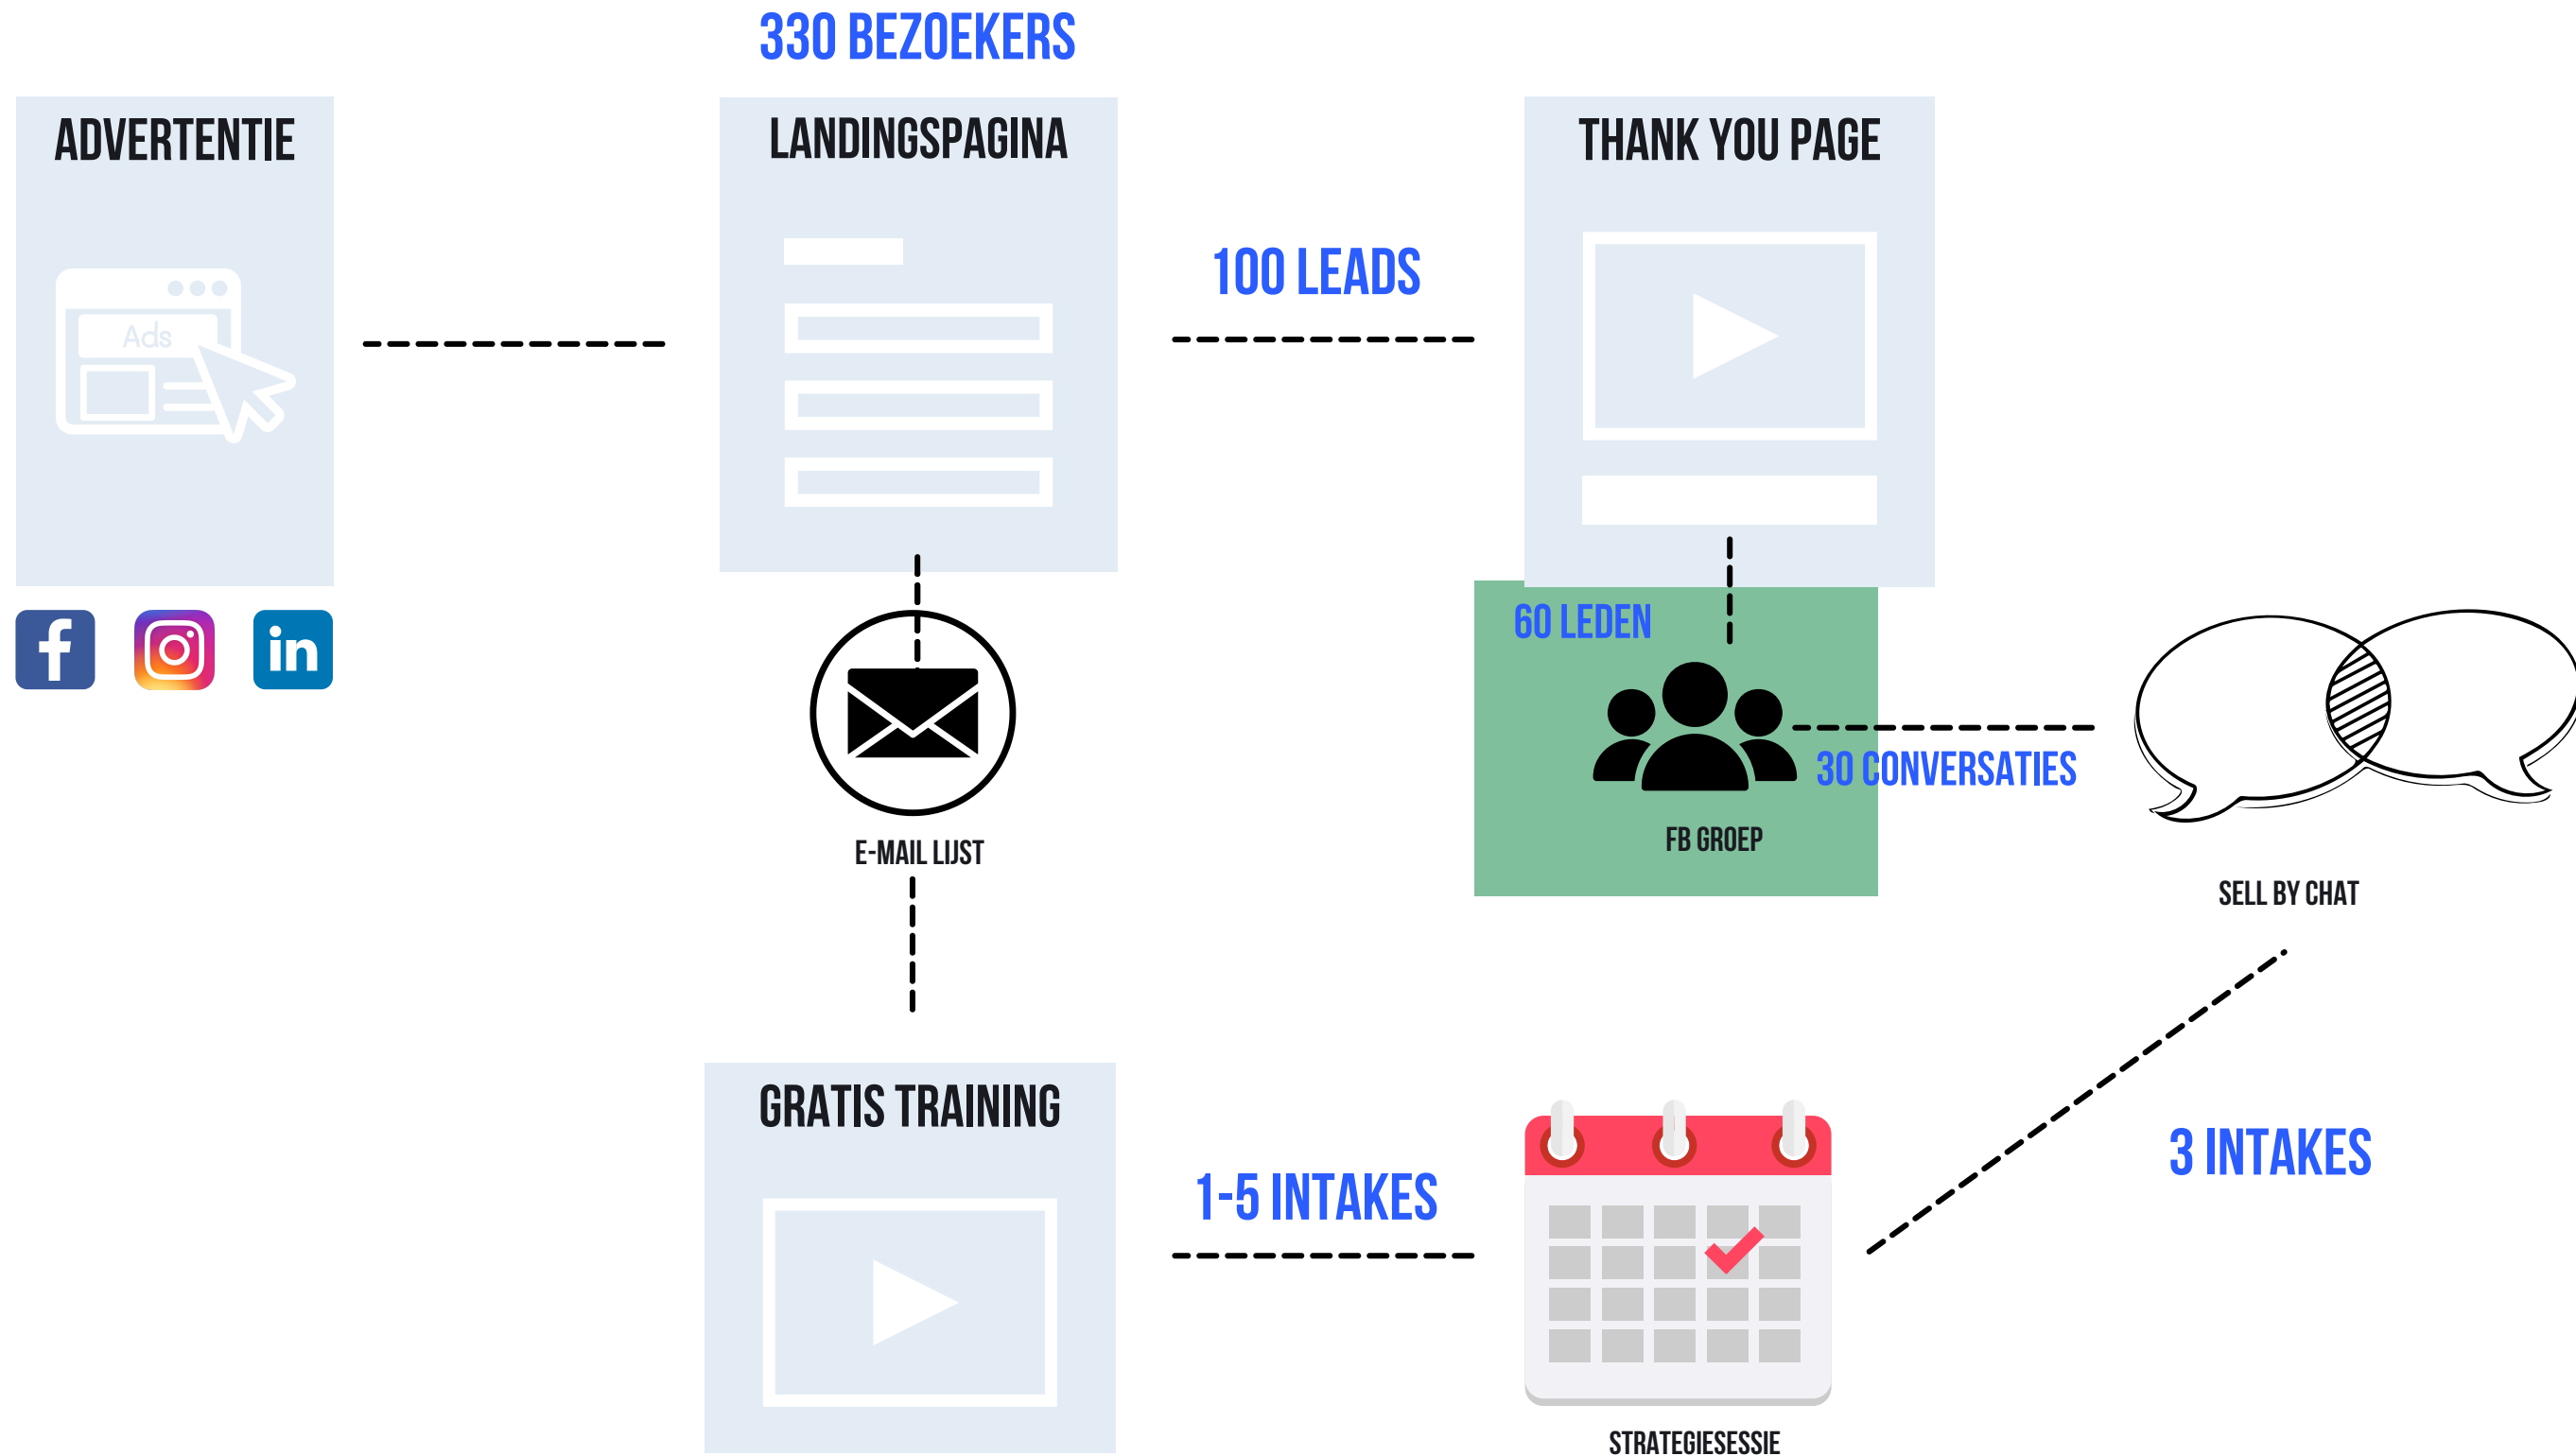 330 BEZOEKERS
ADVERTENTIE
LANDINGSPAGINA
THANK YOU PAGE
100 LEADS
Ads
60 LEDEN
30 CONVERSATIES
FB GROEP
E-MAIL LIJST
SELL BY CHAT
GRATIS TRAINING
1-5 INTAKES
3 INTAKES
STRATEGIESESSIE